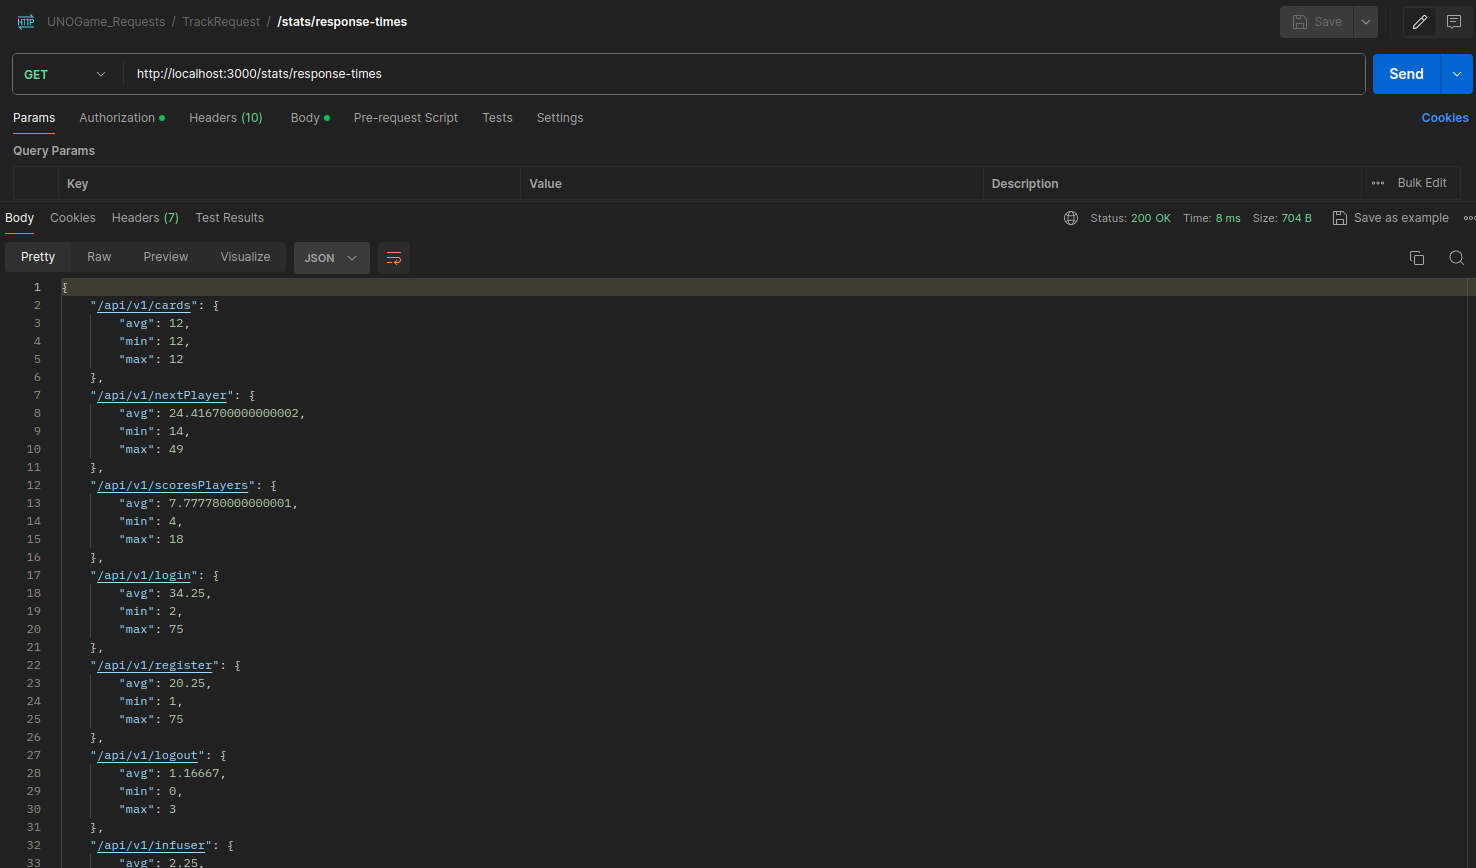 HTTP UNOGame_Requests / TrackRequest / /stats/response-times Save
GET http://localhost:3000/stats/response-times Send
Params Authorization Headers (10) Body Pre-request Script Tests Settings Cookies
Query Params
Key Value Description Bulk Edit
Body Cookies Headers (7) Test Results Status: 200 OK Time: 8 ms Size: 704 B Save as example
Pretty Raw Preview Visualize JSON
1 {
2 "/api/v1/cards": {
3 "avg": 12,
4 "min": 12,
5 "max": 12
6 },
7 "/api/v1/nextPlayer": {
8 "avg": 24.416700000000002,
9 "min": 14,
10 "max": 49
11 },
12 "/api/v1/scoresPlayers": {
13 "avg": 7.777780000000001,
14 "min": 4,
15 "max": 18
16 },
17 "/api/v1/login": {
18 "avg": 34.25,
19 "min": 2,
20 "max": 75
21 },
22 "/api/v1/register": {
23 "avg": 20.25,
24 "min": 1,
25 "max": 75
26 },
27 "/api/v1/logout": {
28 "avg": 1.16667,
29 "min": 0,
30 "max": 3
31 },
32 "/api/v1/infuser": {
33 "avg": 2.25,